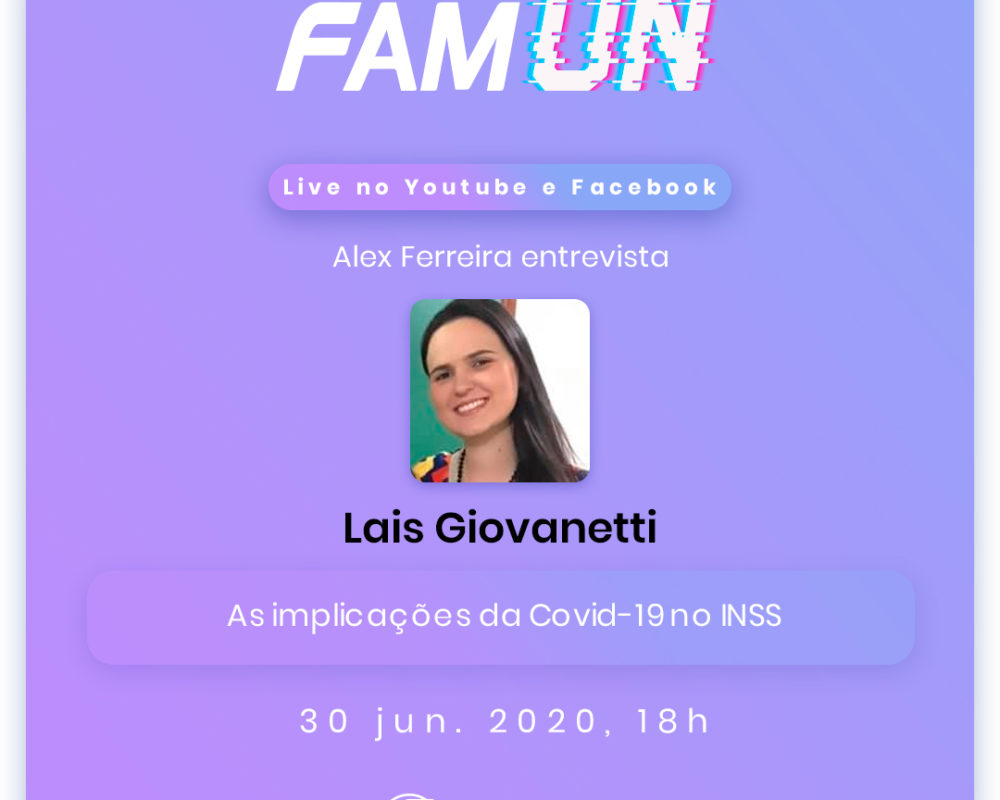 FAMUN
Live no Youtube e Facebook
Alex Ferreira entrevista
Lais Giovanetti
As implicações da Covid-19 no INSS
30 jun. 2020, 18h